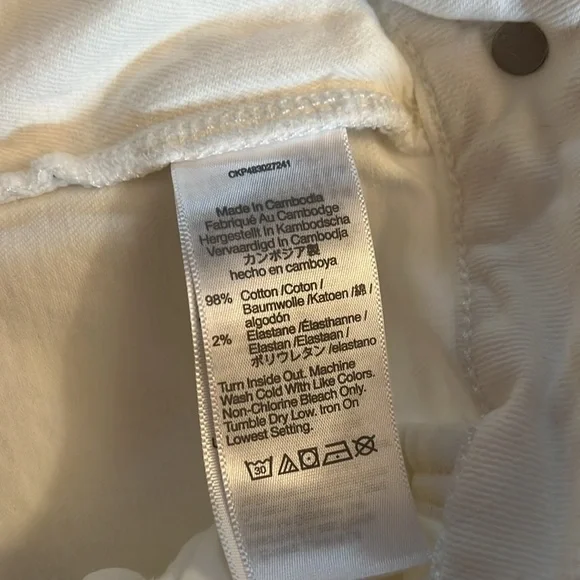 CKP483027241
Made In Cambodia
Fabriqué Au Cambodge
Hergestellt In Kambodscha
Vervaardigd In Cambodja
カンボジア製
hecho en camboya
98% Cotton /Coton /
Baumwolle /Katoen /綿 /
algodón
2% Elastane /Élasthanne /
Elastan /Elastaan /
ポリウレタン /elastano
Turn Inside Out. Machine
Wash Cold With Like Colors.
Non-Chlorine Bleach Only.
Tumble Dry Low. Iron On
Lowest Setting.
30